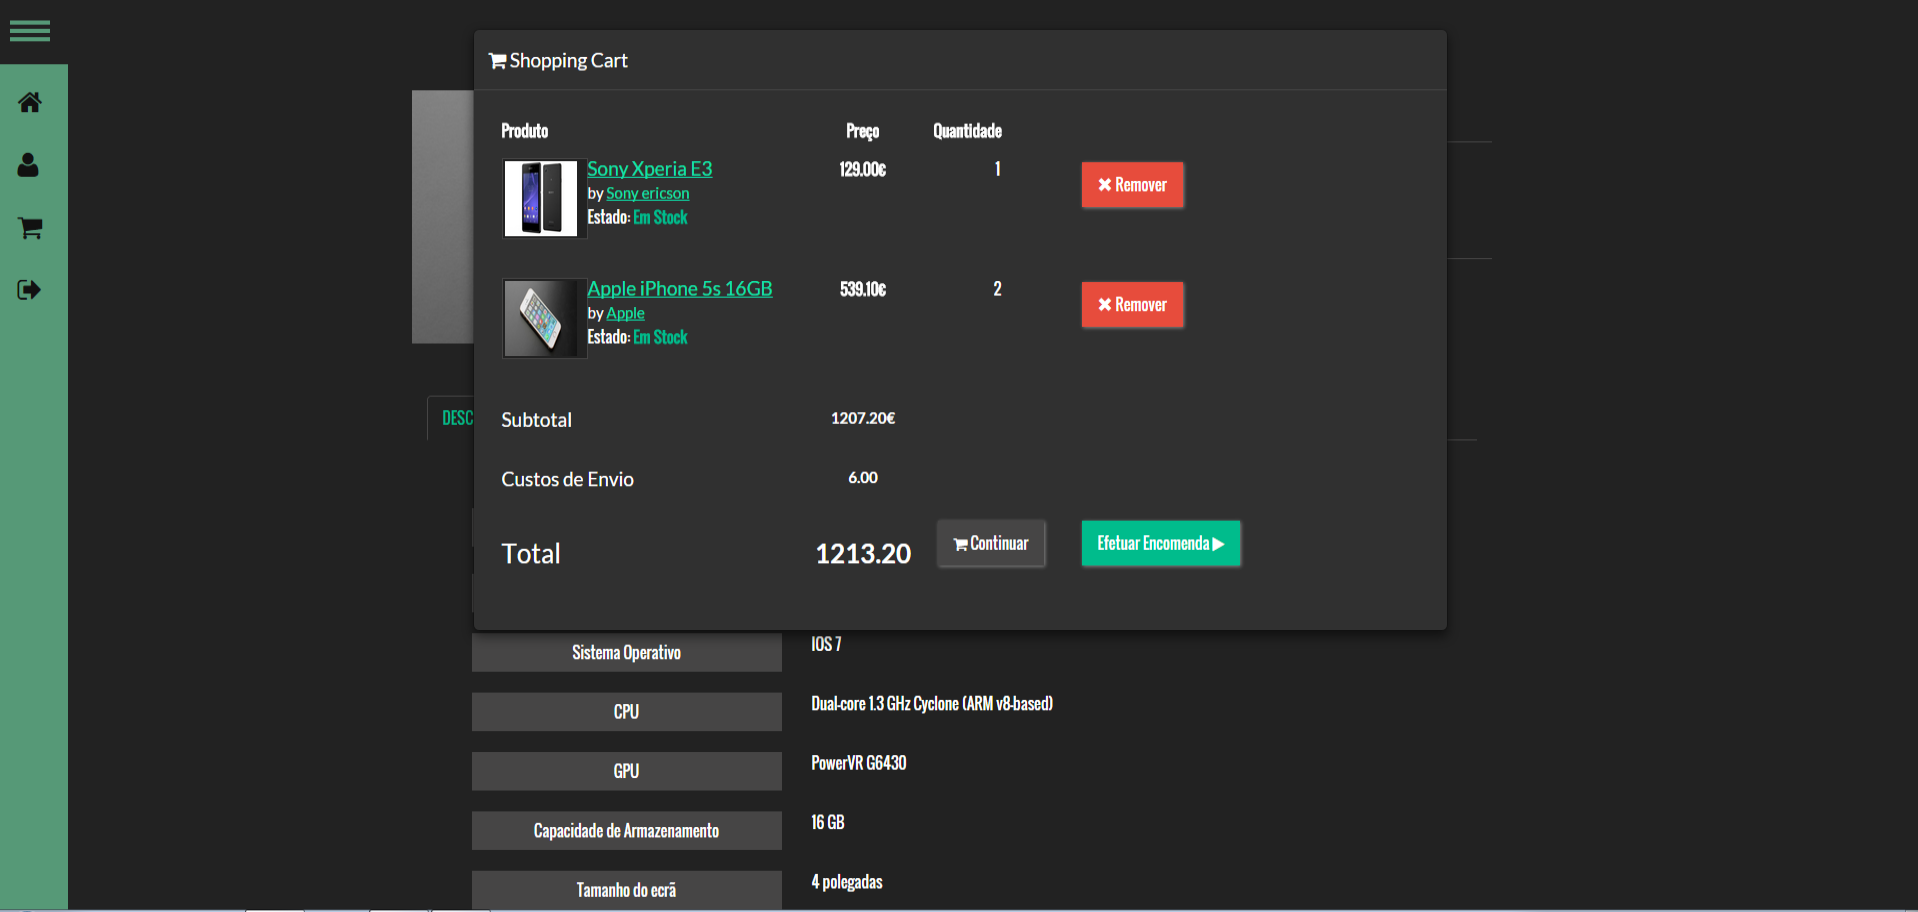 Shopping Cart
Produto Preço Quantidade
Sony Xperia E3 129.00€ 1 Remover
by Sony ericson
Estado: Em Stock
Apple iPhone 5s 16GB 539.10€ 2 Remover
by Apple
Estado: Em Stock
DESC
Subtotal 1207.20€
Custos de Envio 6.00
Total 1213.20 Continuar Efetuar Encomenda
Sistema Operativo IOS 7
CPU Dual-core 1.3 GHz Cyclone (ARM v8-based)
GPU PowerVR G6430
Capacidade de Armazenamento 16 GB
Tamanho do ecrã 4 polegadas